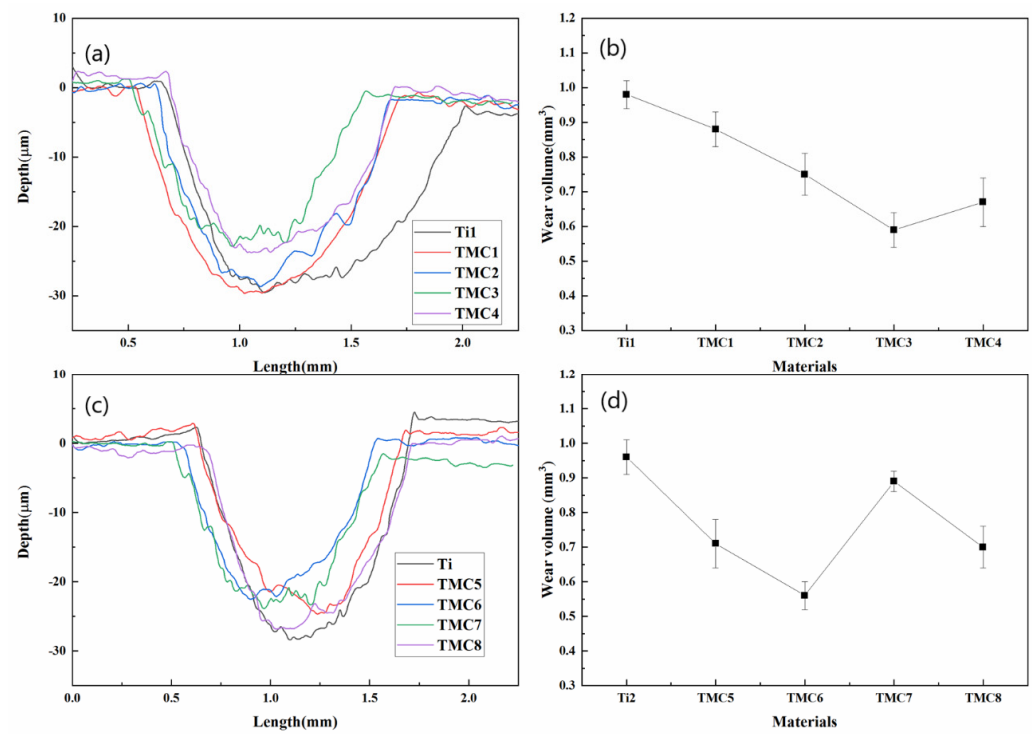 (a)
10
0
-10
-20
-30
Depth(μm)
0.5 1.0 1.5 2.0
Length(mm)
Ti1
TMC1
TMC2
TMC3
TMC4
(b)
1.2
1.1
1.0
0.9
0.8
0.7
0.6
0.5
0.4
0.3
Wear vollume(mm³)
Ti1 TMC1 TMC2 TMC3 TMC4
Materials
(c)
10
0
-10
-20
-30
Depth(μm)
0.0 0.5 1.0 1.5 2.0
Length(mm)
Ti
TMC5
TMC6
TMC7
TMC8
(d)
1.2
1.1
1.0
0.9
0.8
0.7
0.6
0.5
0.4
0.3
Wear vollume (mm³)
Ti2 TMC5 TMC6 TMC7 TMC8
Materials